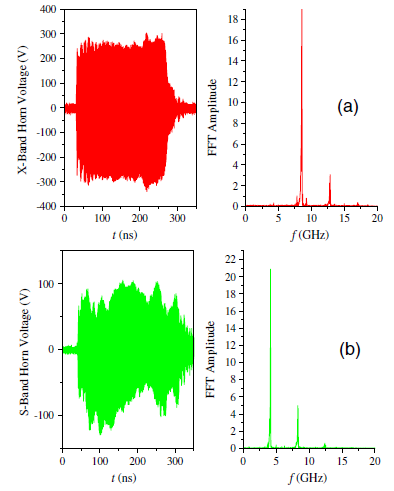 400
300
200
100
0
-100
-200
-300
-400
X-Band Horn Voltage (V)
0 100 200 300
t (ns)
18
16
14
12
10
8
6
4
2
0
FFT Amplitude
(a)
0 5 10 15 20
f (GHz)
100
0
-100
S-Band Horn Voltage (V)
0 100 200 300
t (ns)
22
20
18
16
14
12
10
8
6
4
2
0
FFT Amplitude
(b)
0 5 10 15 20
f (GHz)